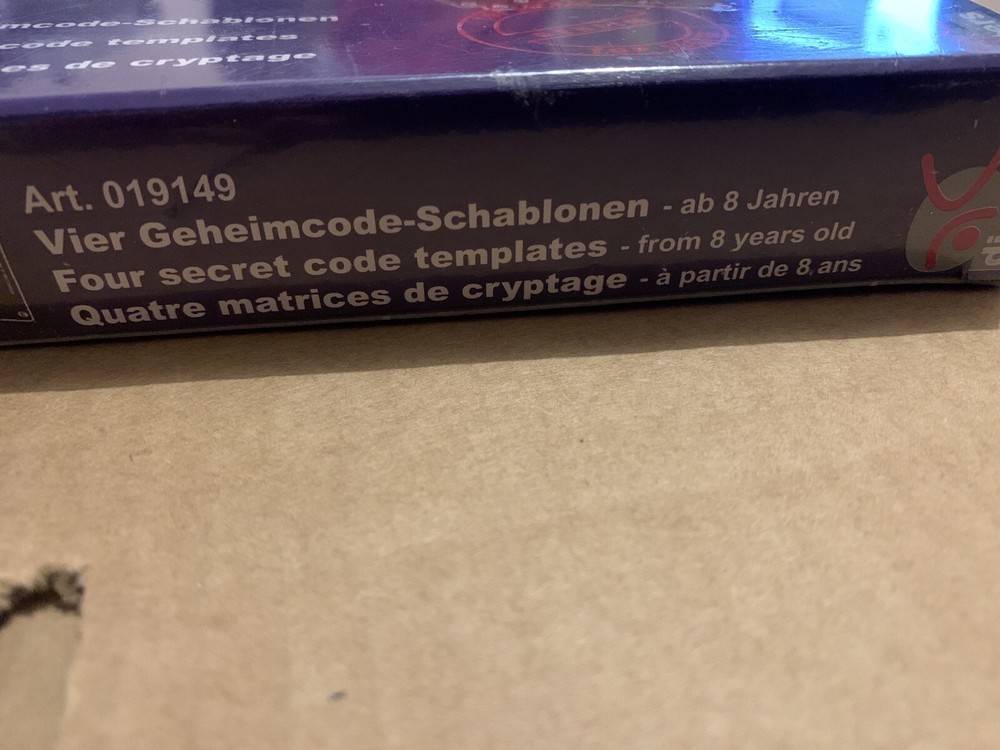 mcode-Schablonen
code templates
es de cryptage
Art. 019149
Vier Geheimcode-Schablonen - ab 8 Jahren
Four secret code templates - from 8 years old
Quatre matrices de cryptage - à partir de 8 ans